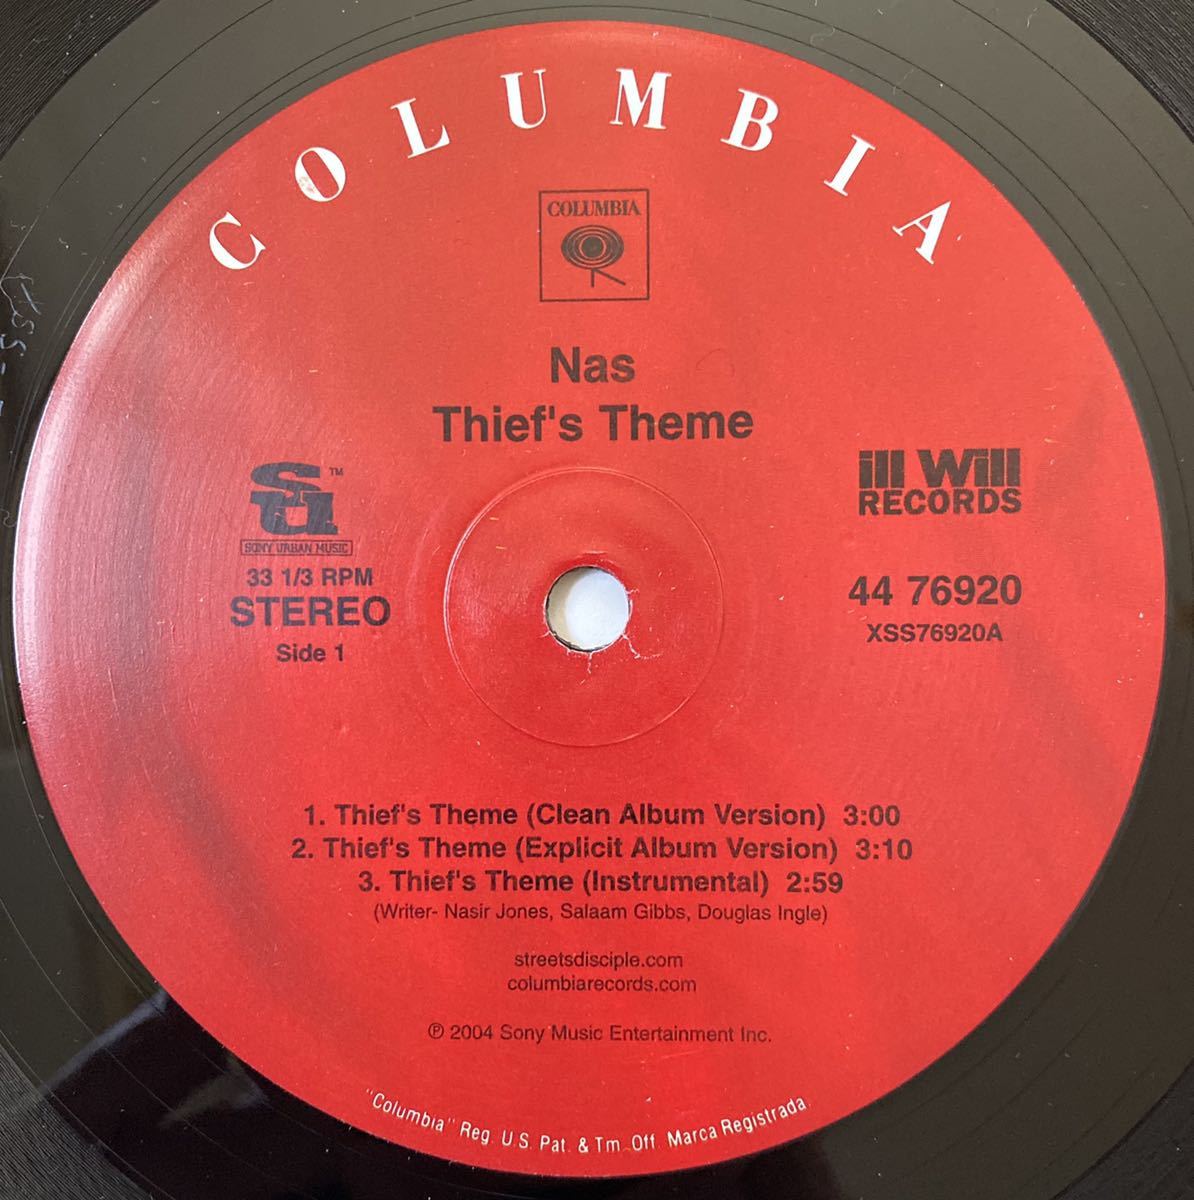 COLUMBIA
COLUMBIA
Nas
Thief's Theme
SU™
SONY URBAN MUSIC
33 1/3 RPM
STEREO
Side 1
ill Will
RECORDS
44 76920
XSS76920A
1. Thief's Theme (Clean Album Version) 3:00
2. Thief's Theme (Explicit Album Version) 3:10
3. Thief's Theme (Instrumental) 2:59
(Writer- Nasir Jones, Salaam Gibbs, Douglas Ingle)
streetsdisciple.com
columbiarecords.com
℗ 2004 Sony Music Entertainment Inc.
"Columbia" Reg. U.S. Pat. & Tm. Off. Marca Registrada.